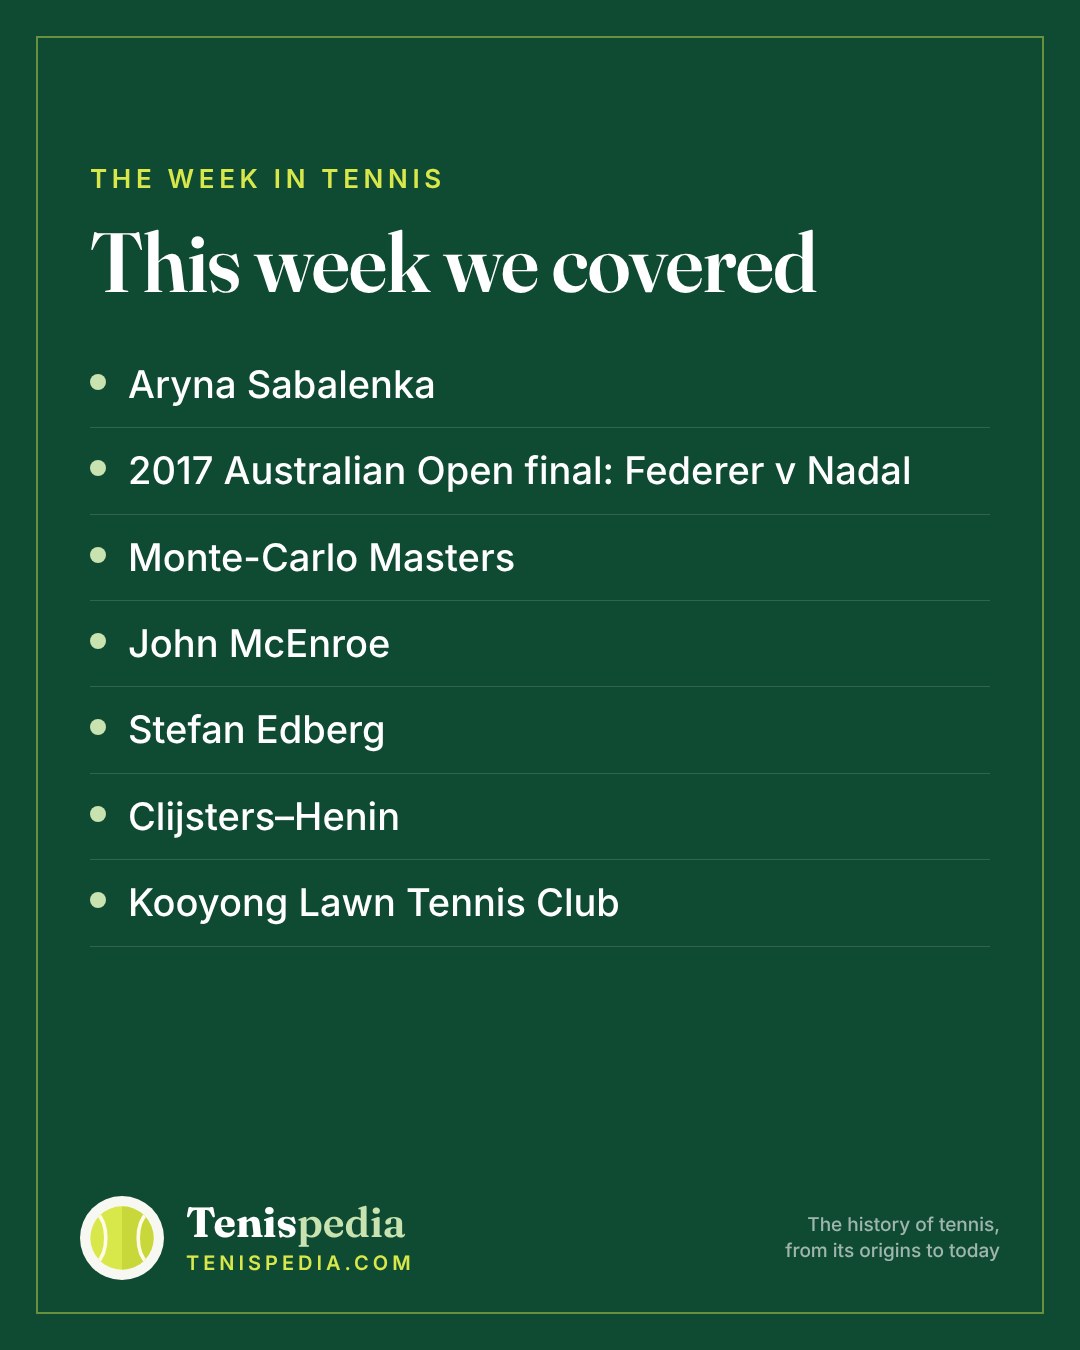 THE WEEK IN TENNIS
This week we covered
Aryna Sabalenka
2017 Australian Open final: Federer v Nadal
Monte-Carlo Masters
John McEnroe
Stefan Edberg
Clijsters–Henin
Kooyong Lawn Tennis Club
Tenispedia
TENISPEDIA.COM
The history of tennis,
from its origins to today